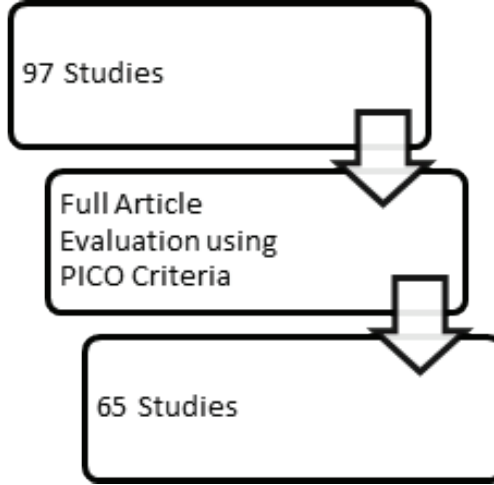 97 Studies
Full Article
Evaluation using
PICO Criteria
65 Studies